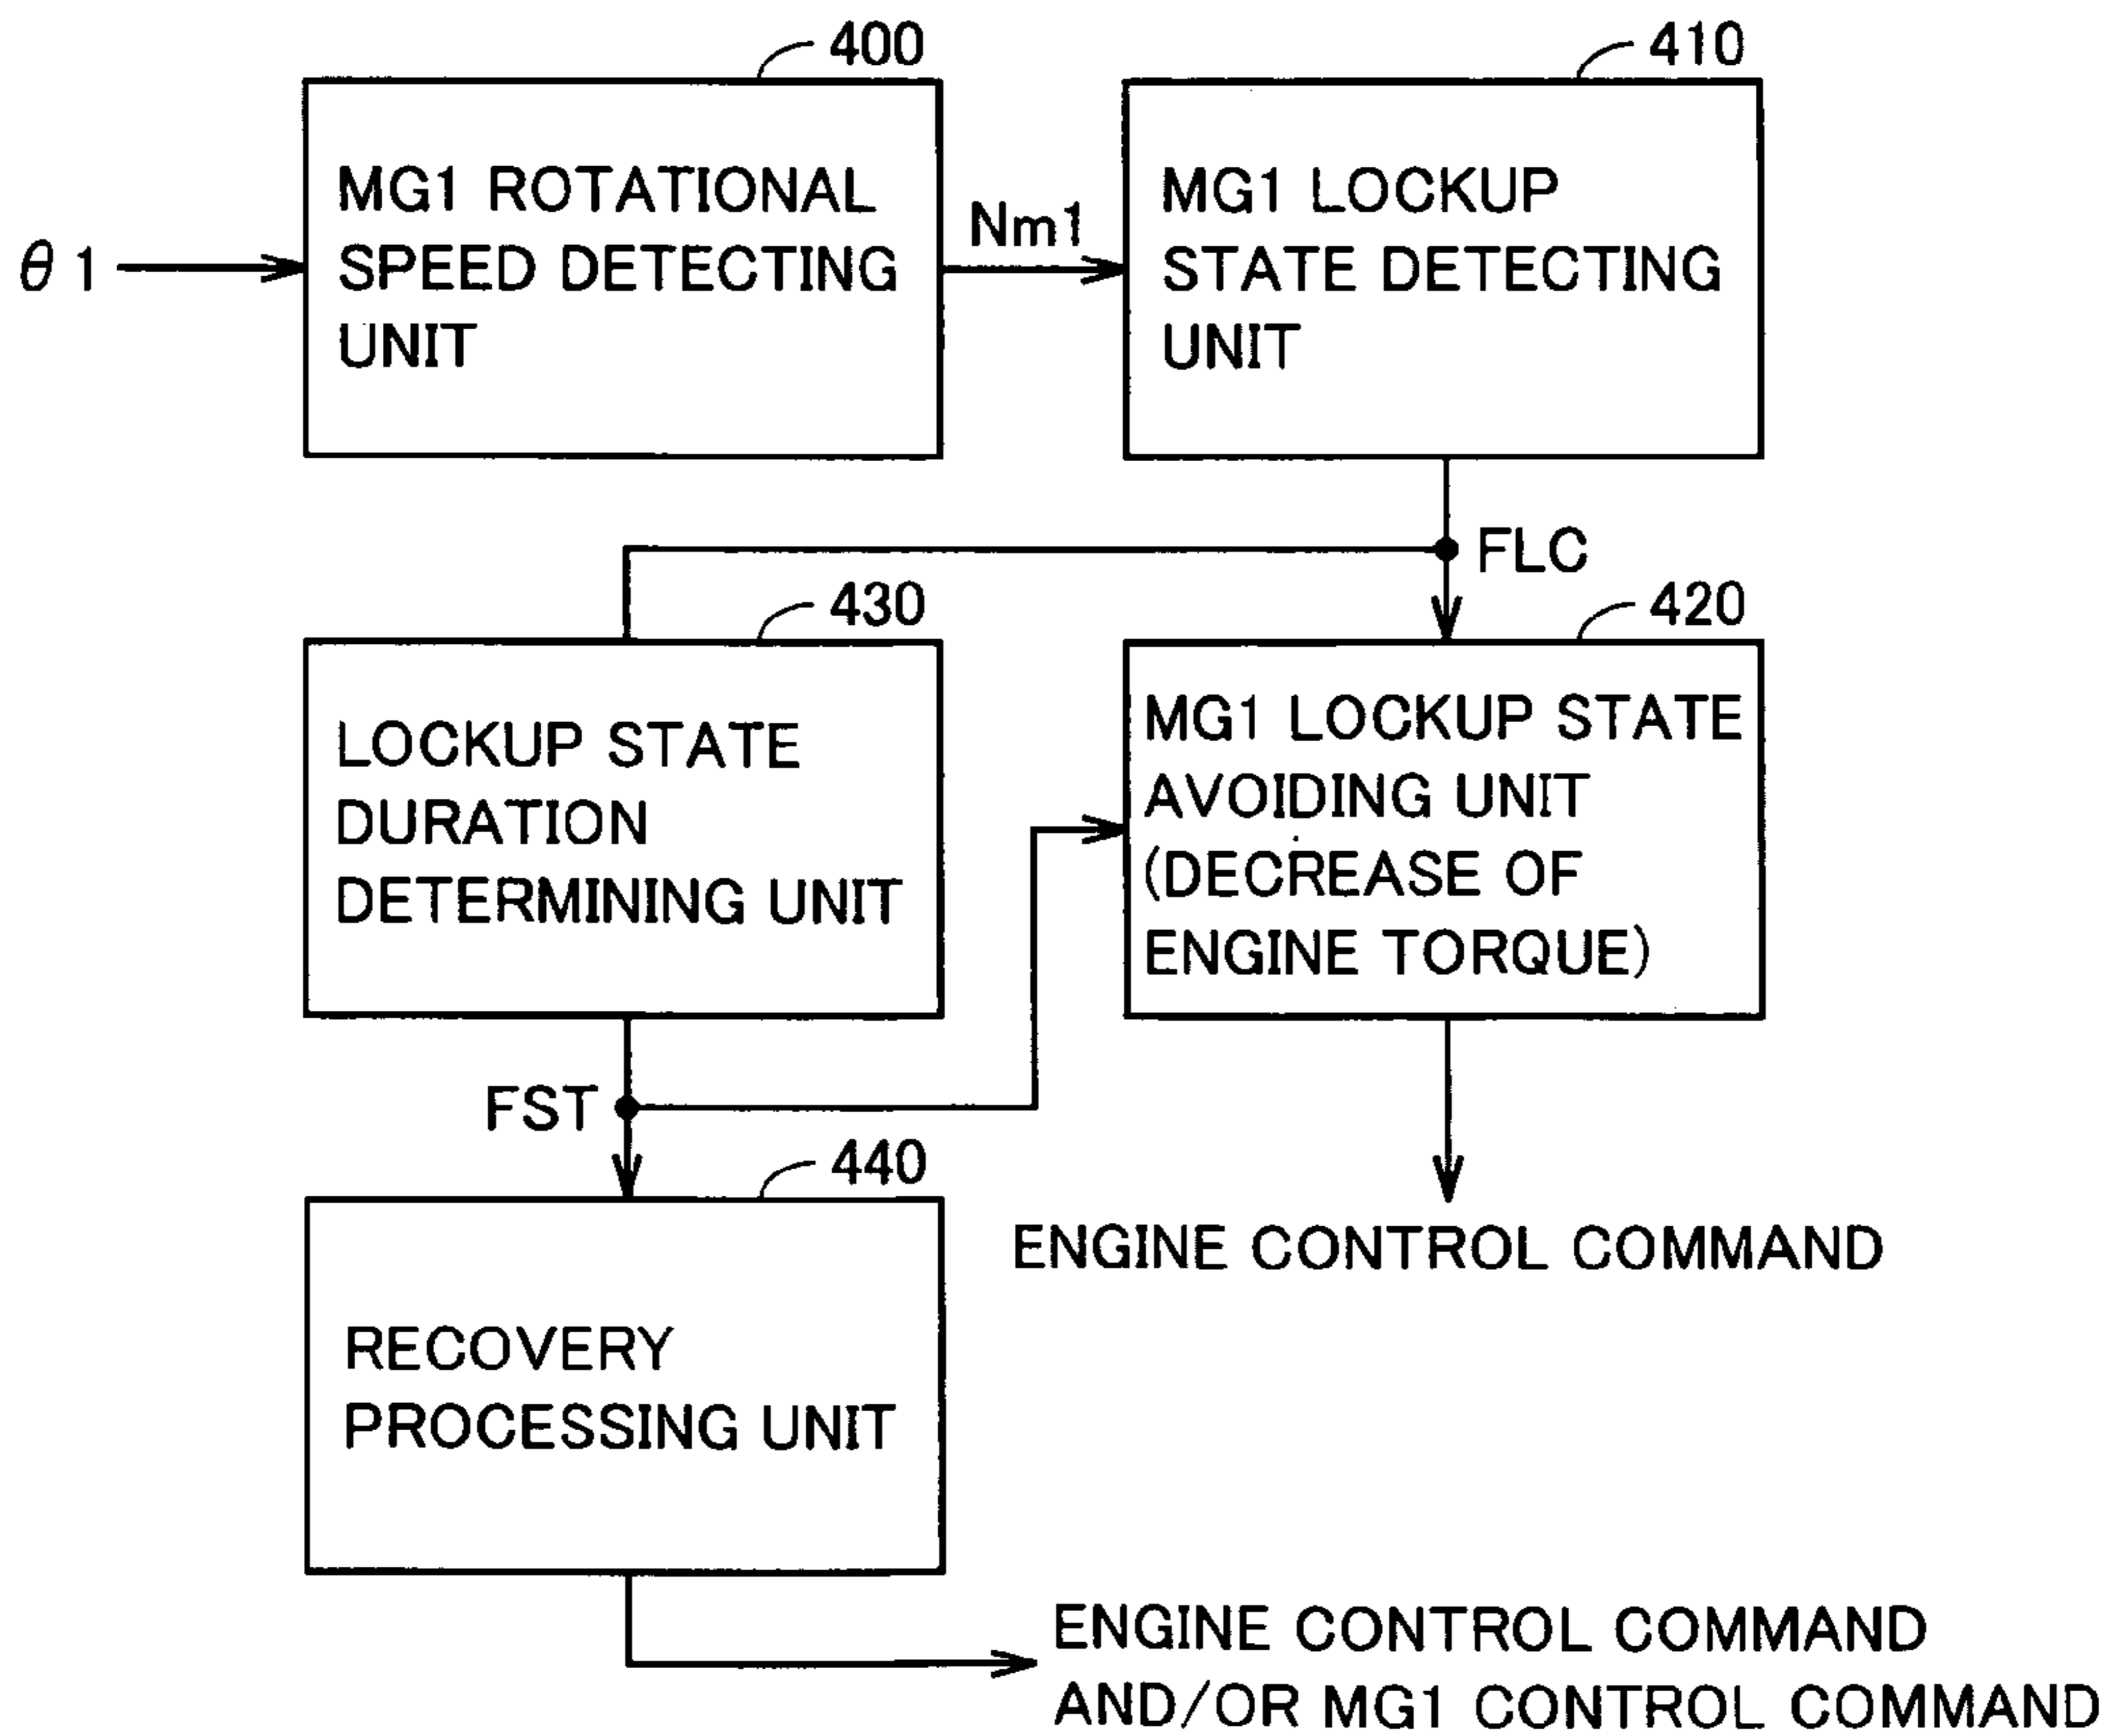 400
MG1 ROTATIONAL
SPEED DETECTING
UNIT
θ1
Nm1
410
MG1 LOCKUP
STATE DETECTING
UNIT
FLC
430
LOCKUP STATE
DURATION
DETERMINING UNIT
420
MG1 LOCKUP STATE
AVOIDING UNIT
(DECREASE OF
ENGINE TORQUE)
FST
440
RECOVERY
PROCESSING UNIT
ENGINE CONTROL COMMAND
ENGINE CONTROL COMMAND
AND/OR MG1 CONTROL COMMAND